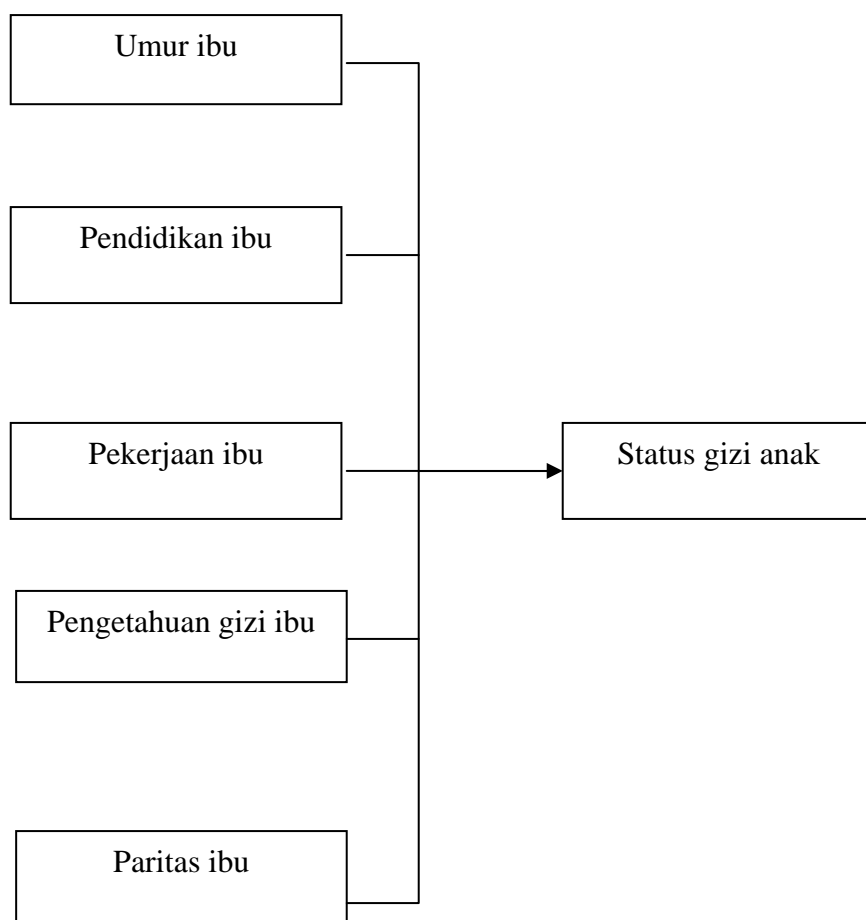 Umur ibu
Pendidikan ibu
Pekerjaan ibu
Status gizi anak
Pengetahuan gizi ibu
Paritas ibu